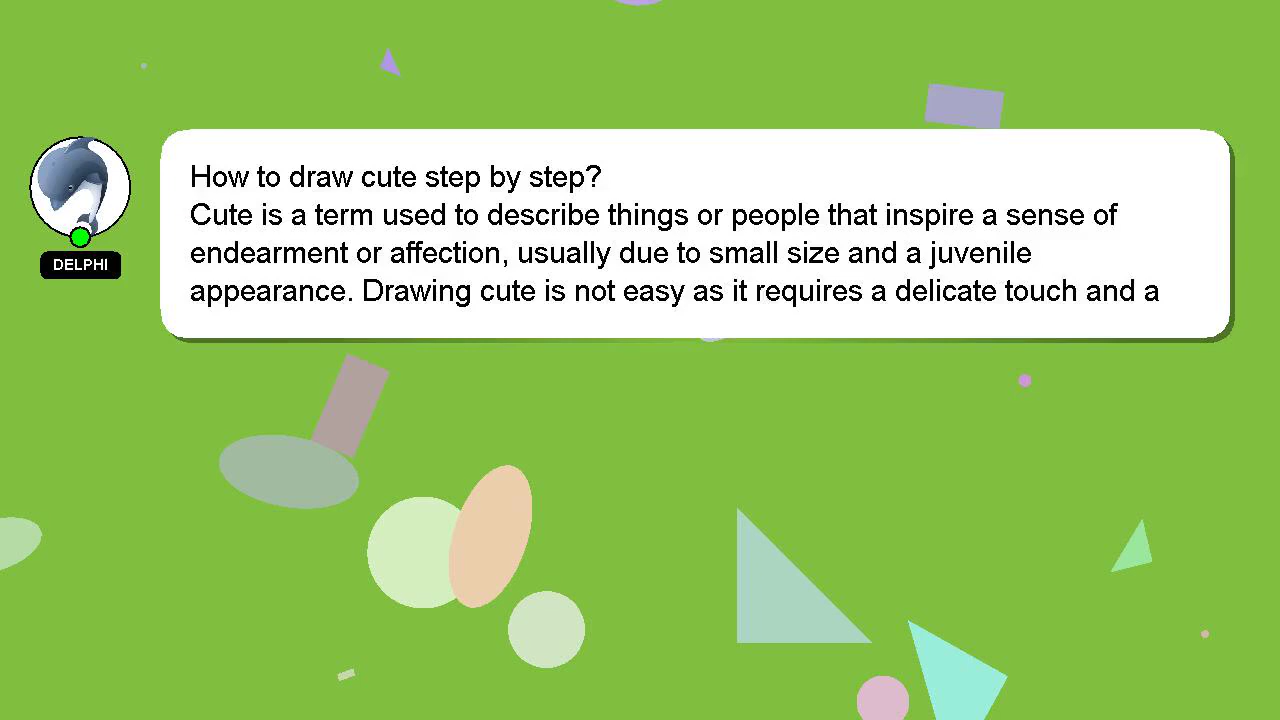 How to draw cute step by step?
Cute is a term used to describe things or people that inspire a sense of
endearment or affection, usually due to small size and a juvenile
appearance. Drawing cute is not easy as it requires a delicate touch and a
DELPHI